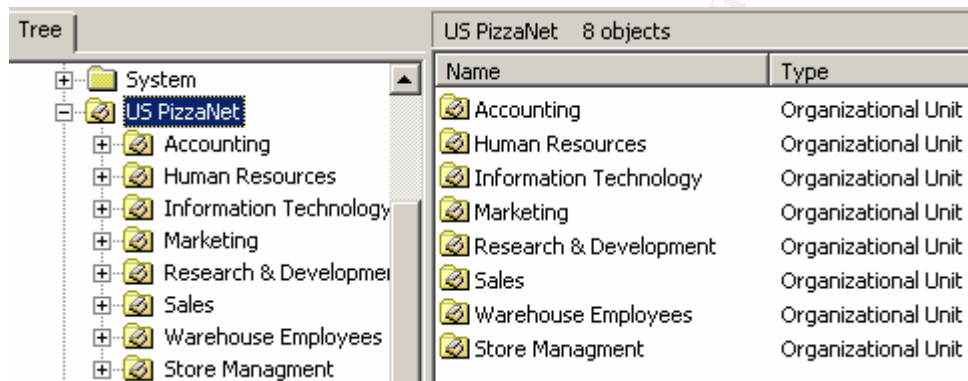 Tree
System
US PizzaNet
Accounting
Human Resources
Information Technology
Marketing
Research & Developmer
Sales
Warehouse Employees
Store Managment
US PizzaNet 8 objects
Name Type
Accounting Organizational Unit
Human Resources Organizational Unit
Information Technology Organizational Unit
Marketing Organizational Unit
Research & Development Organizational Unit
Sales Organizational Unit
Warehouse Employees Organizational Unit
Store Managment Organizational Unit